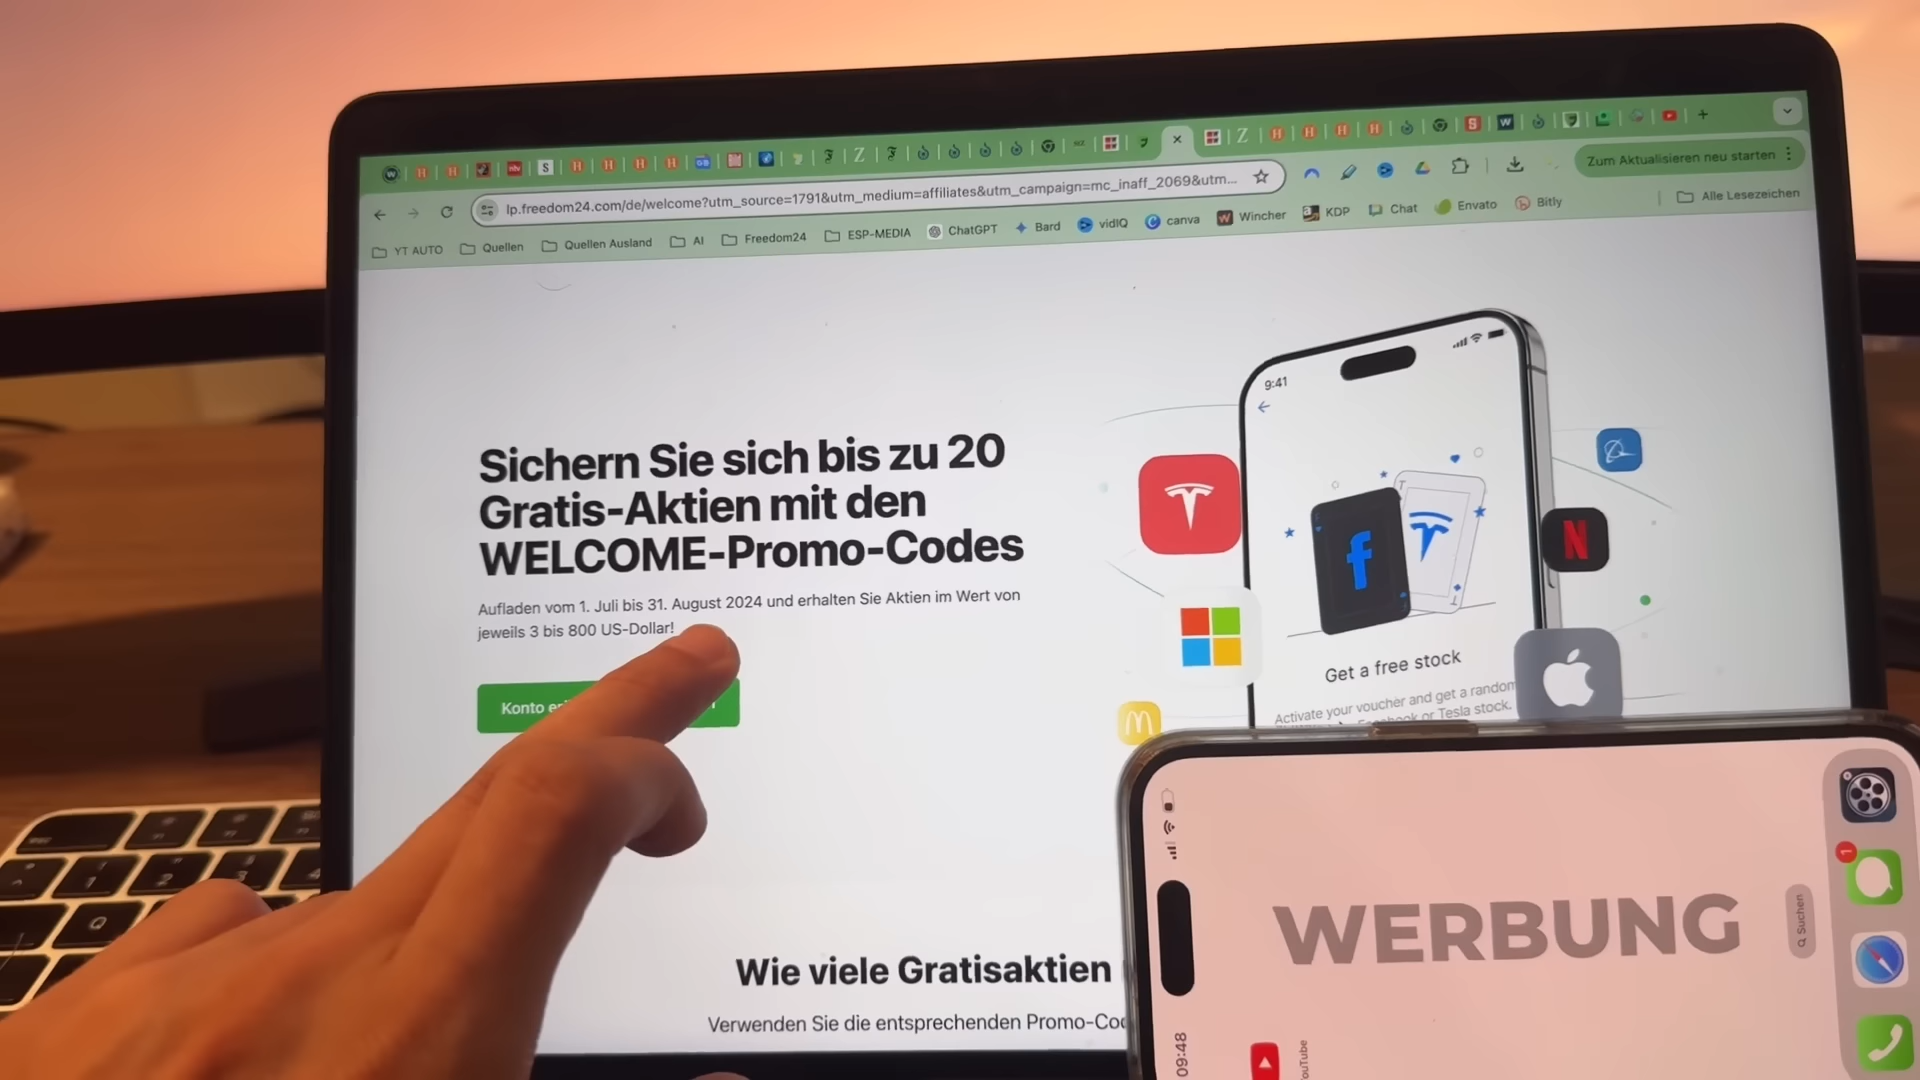 Zum Aktualisieren neu starten
lp.freedom24.com/de/welcome?utm_source=1791&utm_medium=affiliates&utm_campaign=mc_inaff_2069&utm...
YT AUTO
Quellen
Quellen Ausland
AI
Freedom24
ESP-MEDIA
ChatGPT
Bard
vidIQ
canva
Wincher
KDP
Chat
Envato
Bitly
Alle Lesezeichen
Sichern Sie sich bis zu 20
Gratis-Aktien mit den
WELCOME-Promo-Codes
Aufladen vom 1. Juli bis 31. August 2024 und erhalten Sie Aktien im Wert von
jeweils 3 bis 800 US-Dollar!
Konto
9:41
Get a free stock
Activate your voucher and get a random
or Tesla stock.
Wie viele Gratisaktien
Verwenden Sie die entsprechenden
WERBUNG
Suchen
09:48
1